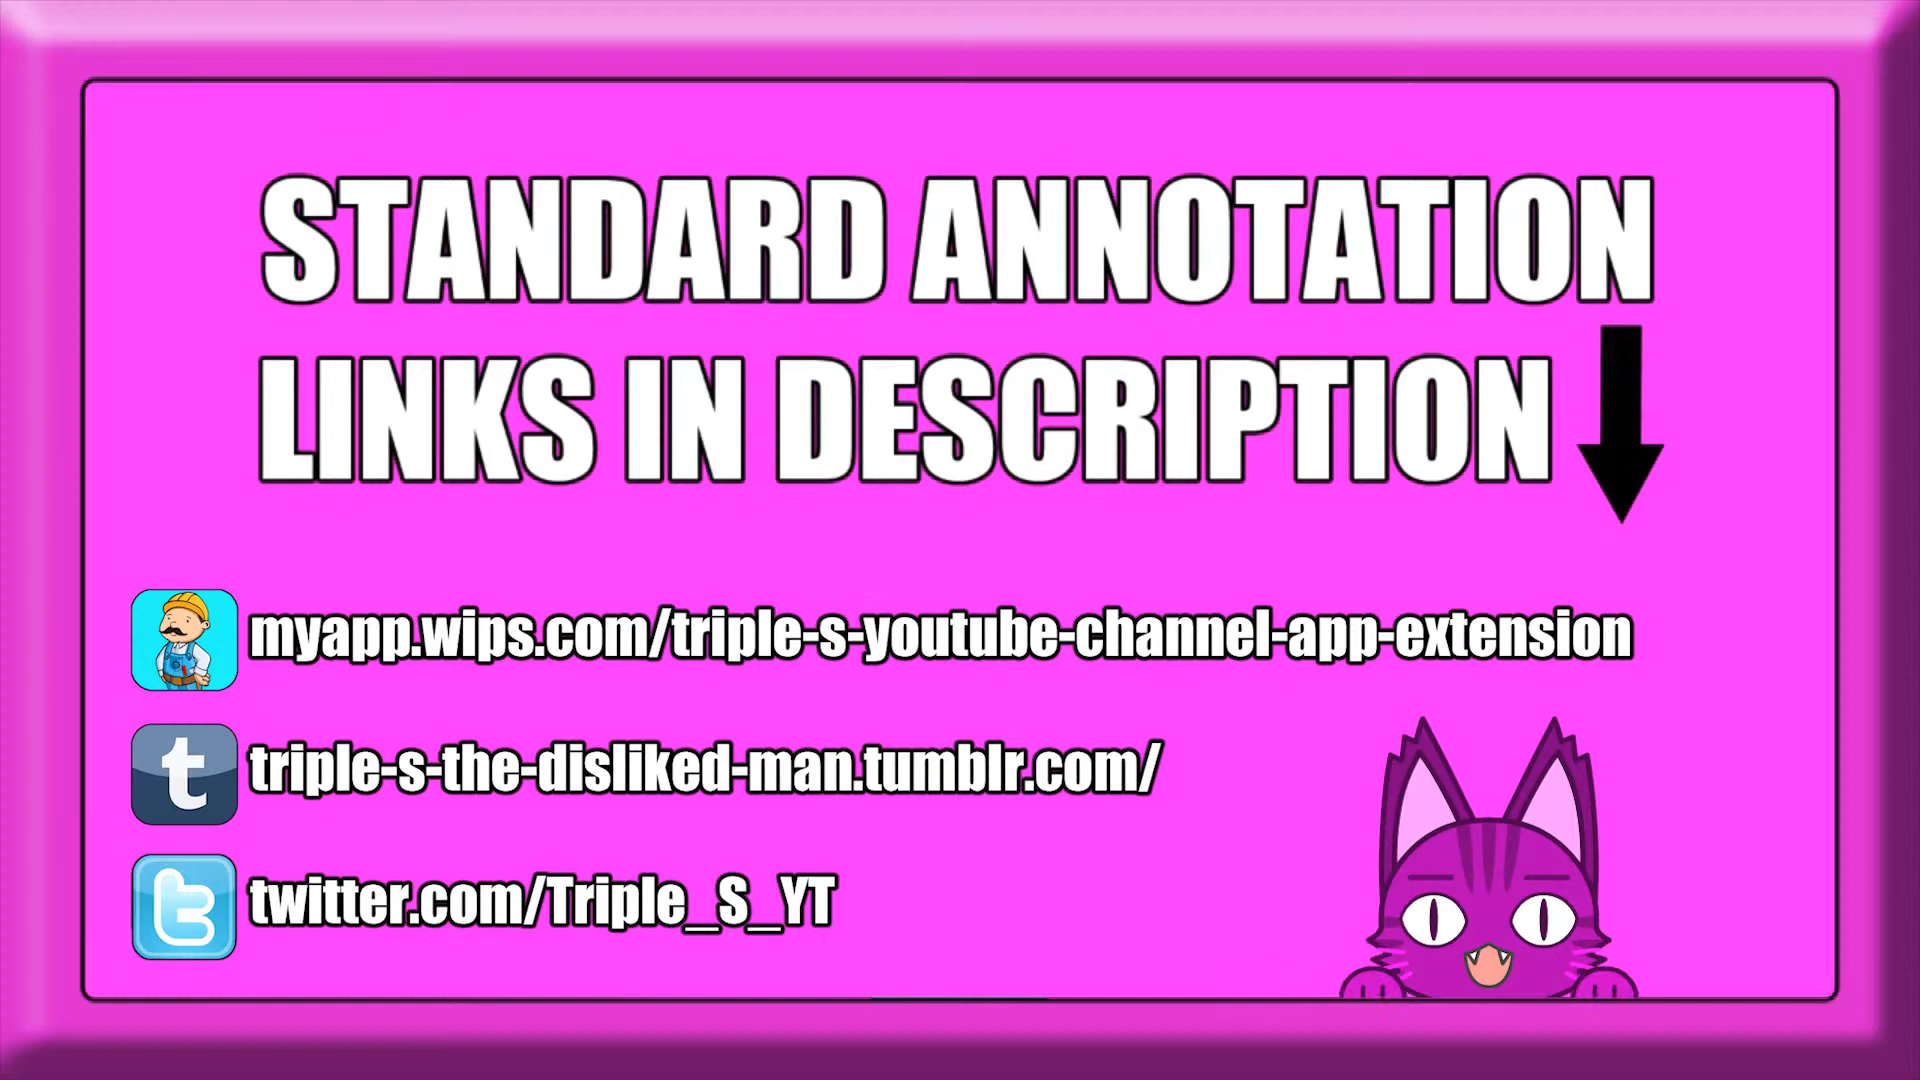 STANDARD ANNOTATION
LINKS IN DESCRIPTION
myapp.wips.com/triple-s-youtube-channel-app-extension
t
triple-s-the-disliked-man.tumblr.com/
t
twitter.com/Triple_S_YT